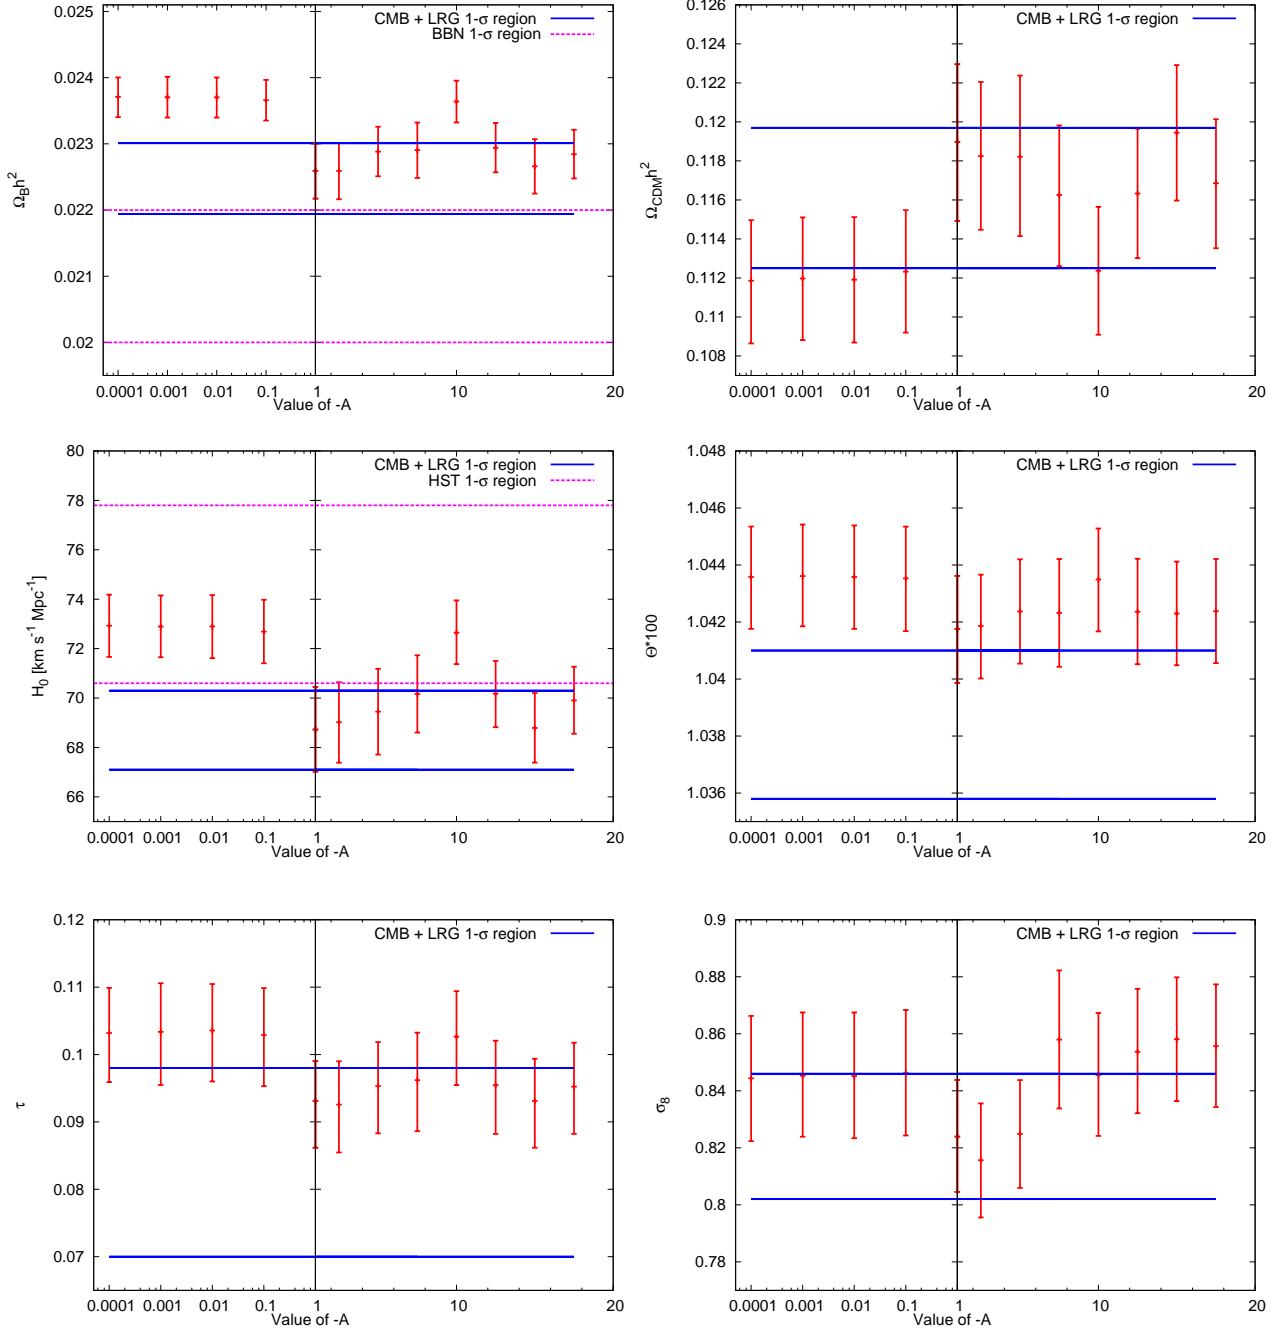 CMB + LRG 1-σ region
BBN 1-σ region
0.025
0.024
0.023
0.022
0.021
0.02
Ω_B h²
0.0001 0.001 0.01 0.1 1 10 20
Value of -A
CMB + LRG 1-σ region
0.126
0.124
0.122
0.12
0.118
0.116
0.114
0.112
0.11
0.108
Ω_CDM h²
0.0001 0.001 0.01 0.1 1 10 20
Value of -A
CMB + LRG 1-σ region
HST 1-σ region
80
78
76
74
72
70
68
66
H₀ [km s⁻¹ Mpc⁻¹]
0.0001 0.001 0.01 0.1 1 10 20
Value of -A
CMB + LRG 1-σ region
1.048
1.046
1.044
1.042
1.04
1.038
1.036
Θ*100
0.0001 0.001 0.01 0.1 1 10 20
Value of -A
CMB + LRG 1-σ region
0.12
0.11
0.1
0.09
0.08
0.07
τ
0.0001 0.001 0.01 0.1 1 10 20
Value of -A
CMB + LRG 1-σ region
0.9
0.88
0.86
0.84
0.82
0.8
0.78
σ₈
0.0001 0.001 0.01 0.1 1 10 20
Value of -A